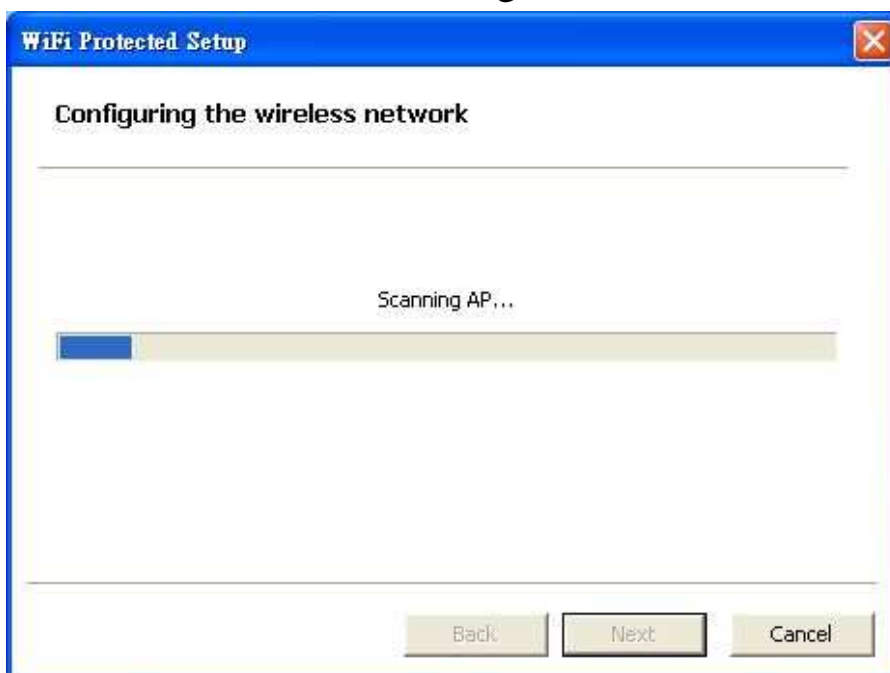 WiFi Protected Setup
Configuring the wireless network
Scanning AP...
Back
Next
Cancel